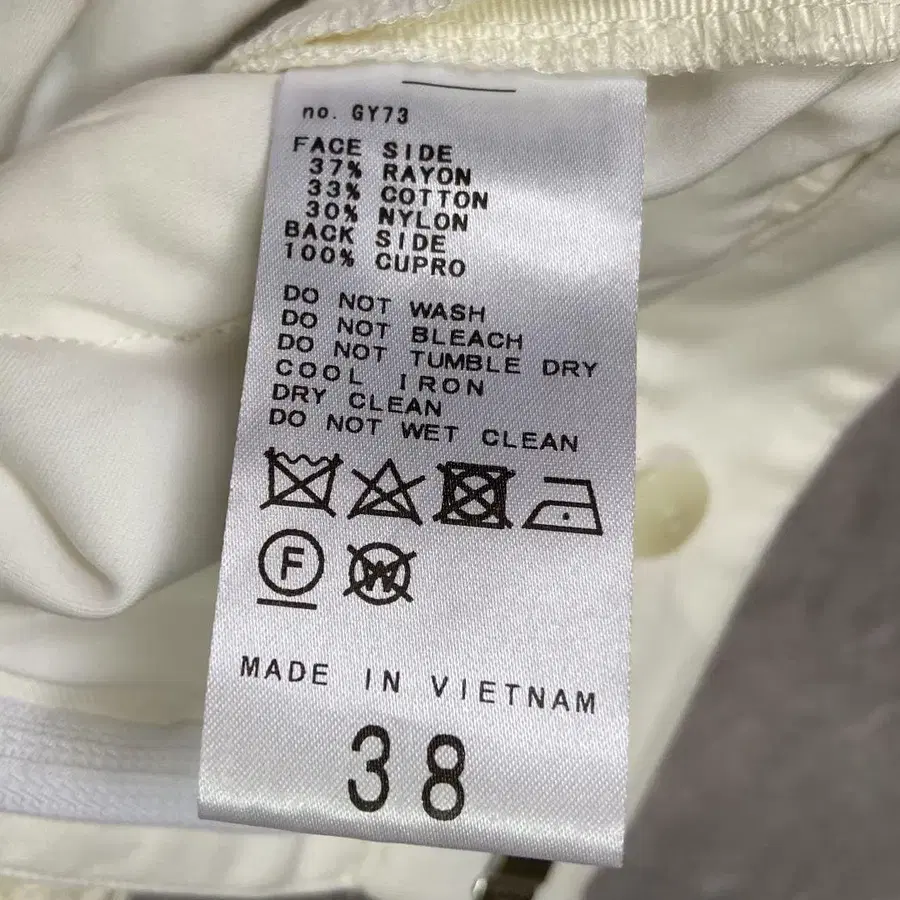 no. GY73
FACE SIDE
37% RAYON
33% COTTON
30% NYLON
BACK SIDE
100% CUPRO
DO NOT WASH
DO NOT BLEACH
DO NOT TUMBLE DRY
COOL IRON
DRY CLEAN
DO NOT WET CLEAN
F W
MADE IN VIETNAM
38